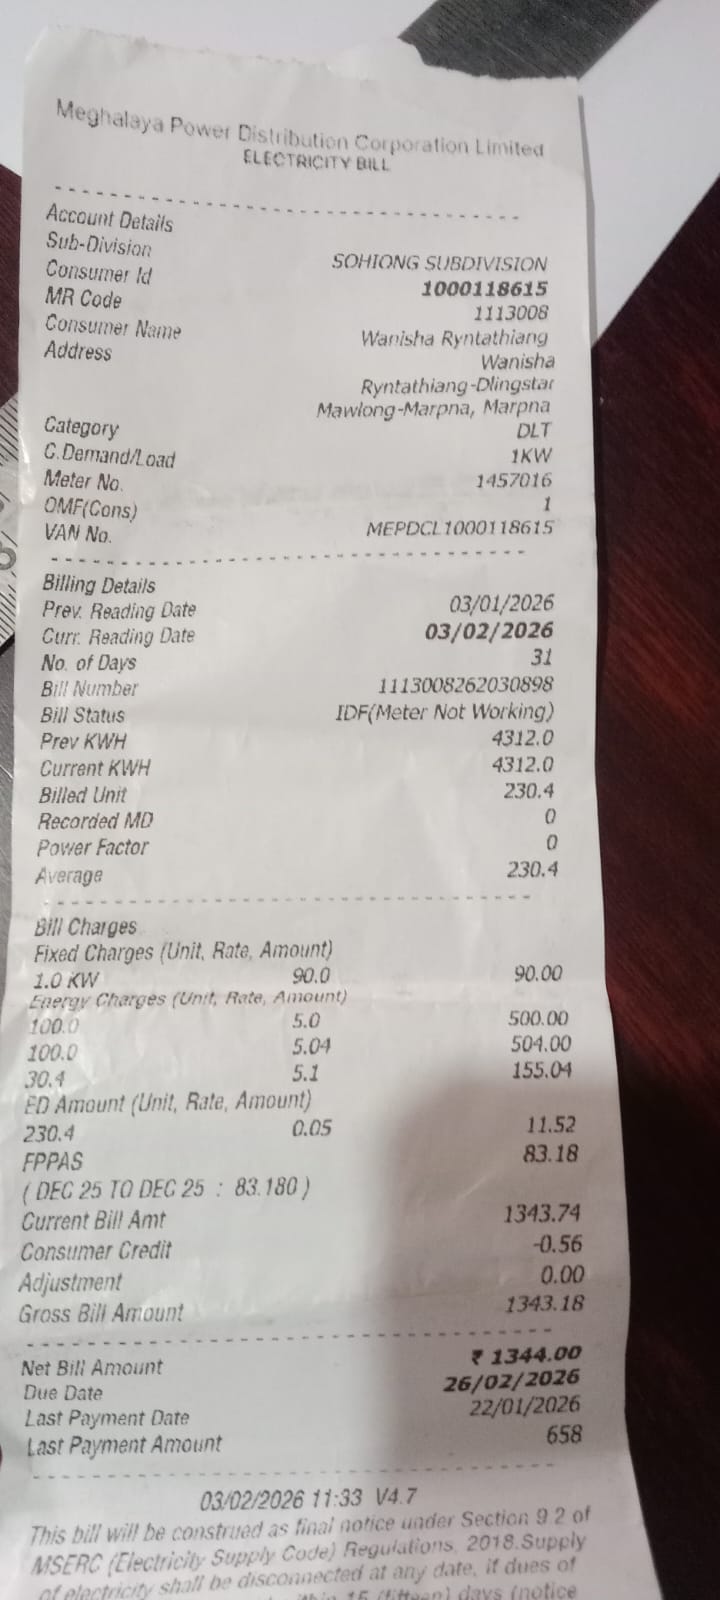 Meghalaya Power Distribution Corporation Limited
ELECTRICITY BILL
Account Details
Sub-Division SOHIONG SUBDIVISION
Consumer Id 1000118615
MR Code 1113008
Consumer Name Wanisha Ryntathiang
Address Wanisha
Ryntathiang-Dlingstar
Mawlong-Marpna, Marpna
Category DLT
C.Demand/Load 1KW
Meter No. 1457016
OMF(Cons) 1
VAN No. MEPDCL1000118615
Billing Details
Prev. Reading Date 03/01/2026
Curr. Reading Date 03/02/2026
No. of Days 31
Bill Number 1113008262030898
Bill Status IDF(Meter Not Working)
Prev KWH 4312.0
Current KWH 4312.0
Billed Unit 230.4
Recorded MD 0
Power Factor 0
Average 230.4
Bill Charges
Fixed Charges (Unit, Rate, Amount)
1.0 KW 90.0 90.00
Energy Charges (Unit, Rate, Amount)
100.0 5.0 500.00
100.0 5.04 504.00
30.4 5.1 155.04
ED Amount (Unit, Rate, Amount)
230.4 0.05 11.52
FPPAS 83.18
( DEC 25 TO DEC 25 : 83.180 )
Current Bill Amt 1343.74
Consumer Credit -0.56
Adjustment 0.00
Gross Bill Amount 1343.18
Net Bill Amount ₹ 1344.00
Due Date 26/02/2026
Last Payment Date 22/01/2026
Last Payment Amount 658
03/02/2026 11:33 V4.7
This bill will be construed as final notice under Section 9.2 of
MSERC (Electricity Supply Code) Regulations, 2018.Supply
of electricity shall be disconnected at any date, if dues of
15 (fifteen) days (notice